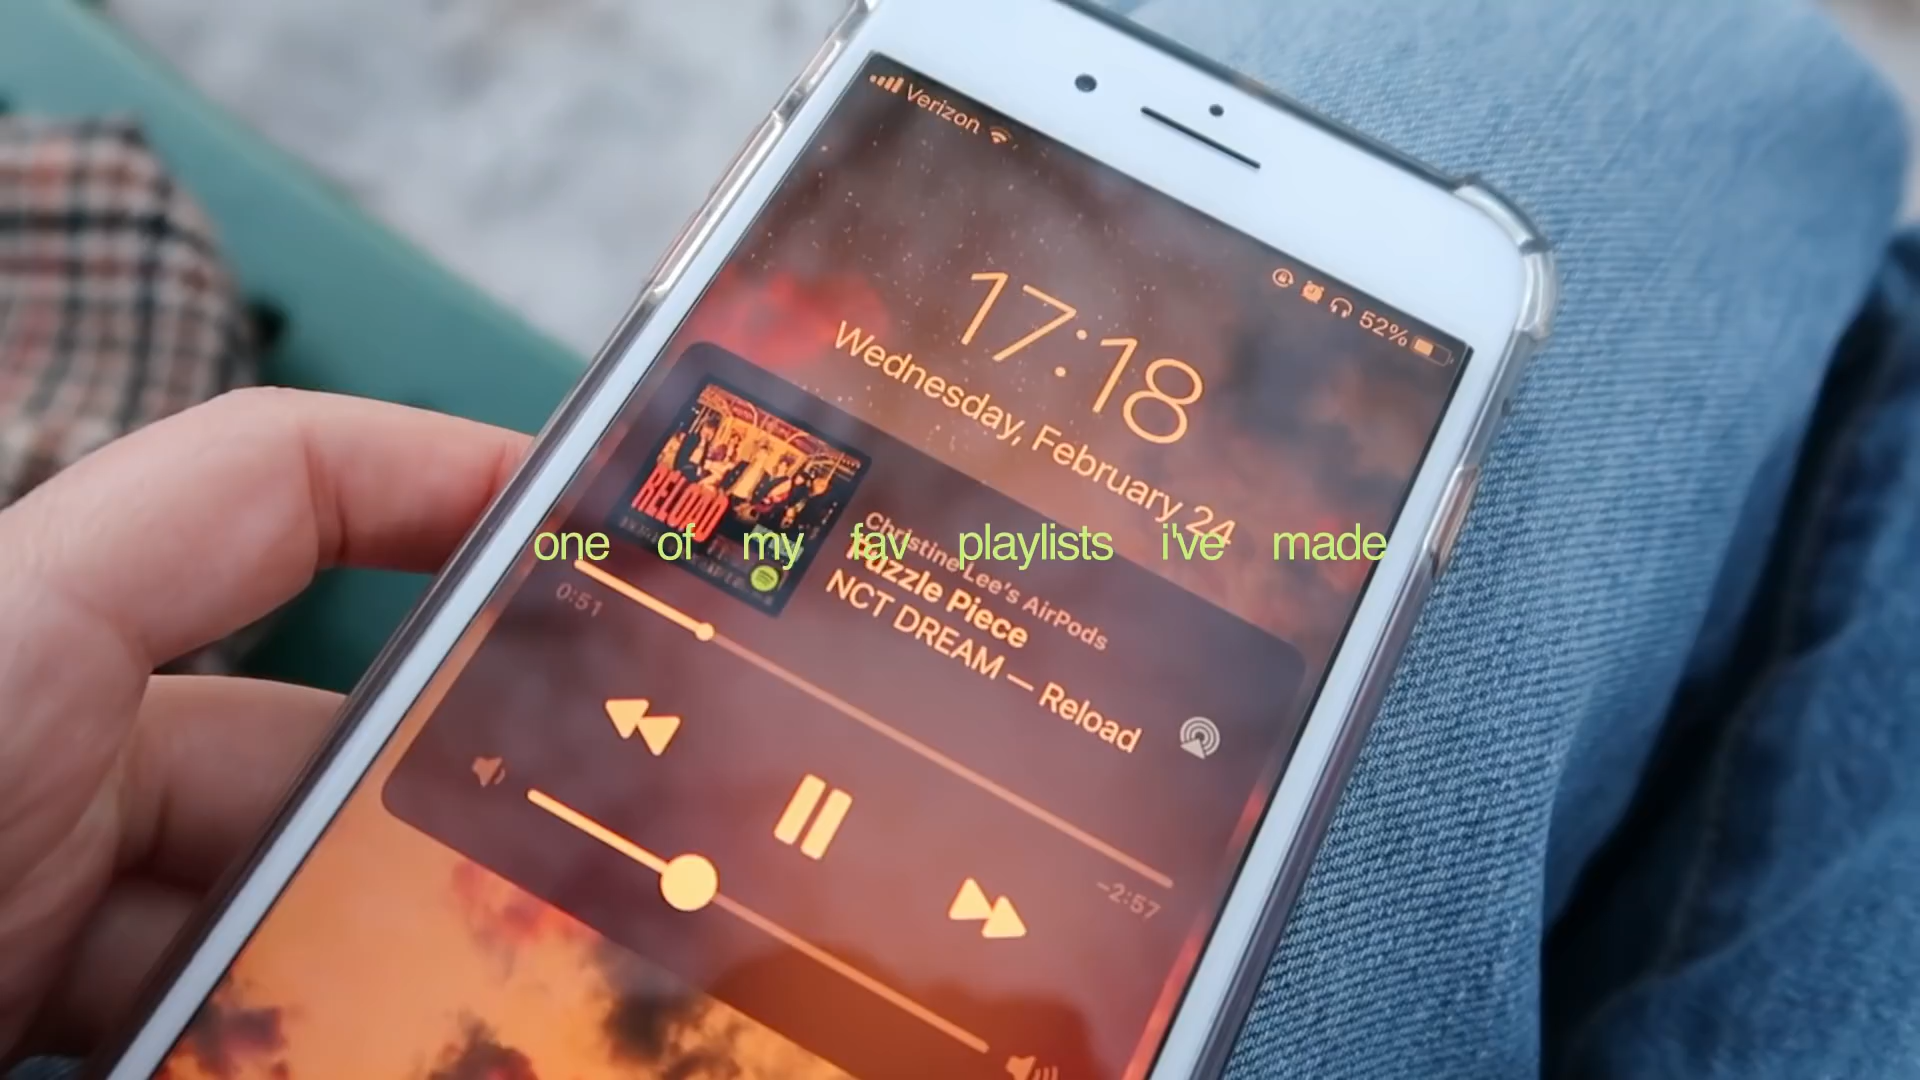 Verizon
52%
17:18
Wednesday, February 24
RELOAD
one of my fav playlists i've made
Christine Lee's AirPods
Puzzle Piece
NCT DREAM — Reload
0:51
-2:57